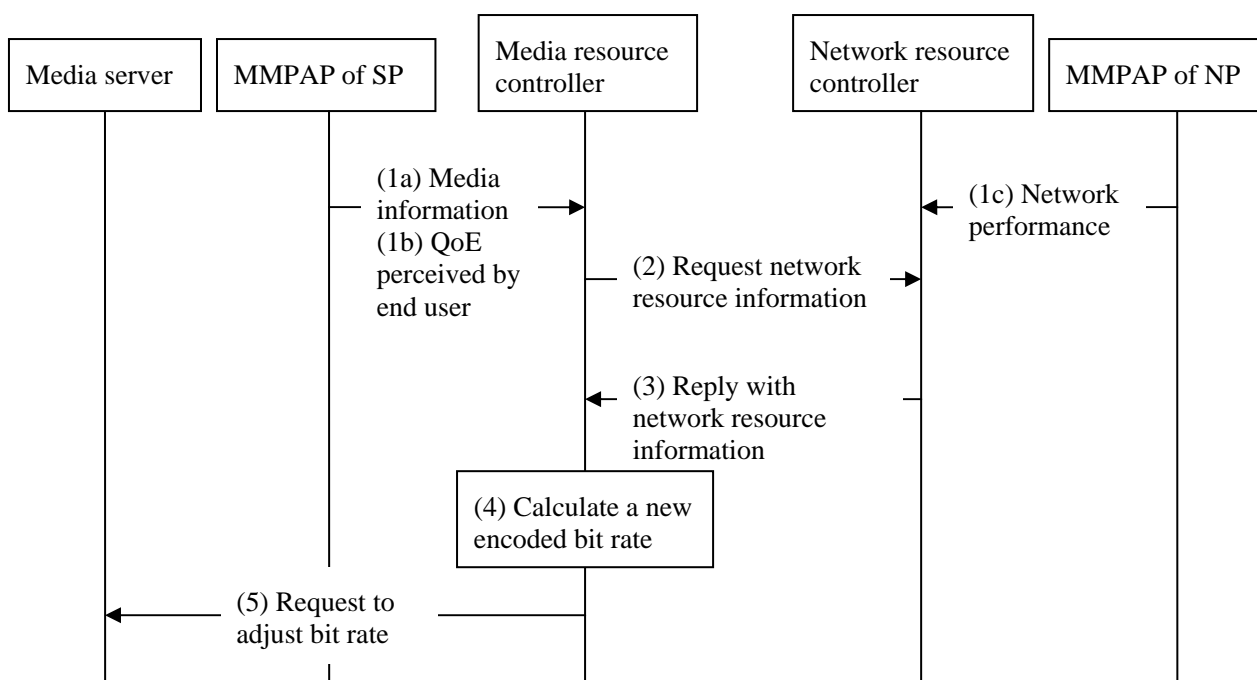 Media server
MMPAP of SP
Media resource
controller
Network resource
controller
MMPAP of NP
(1a) Media
information
(1b) QoE
perceived by
end user
(1c) Network
performance
(2) Request network
resource information
(3) Reply with
network resource
information
(4) Calculate a new
encoded bit rate
(5) Request to
adjust bit rate